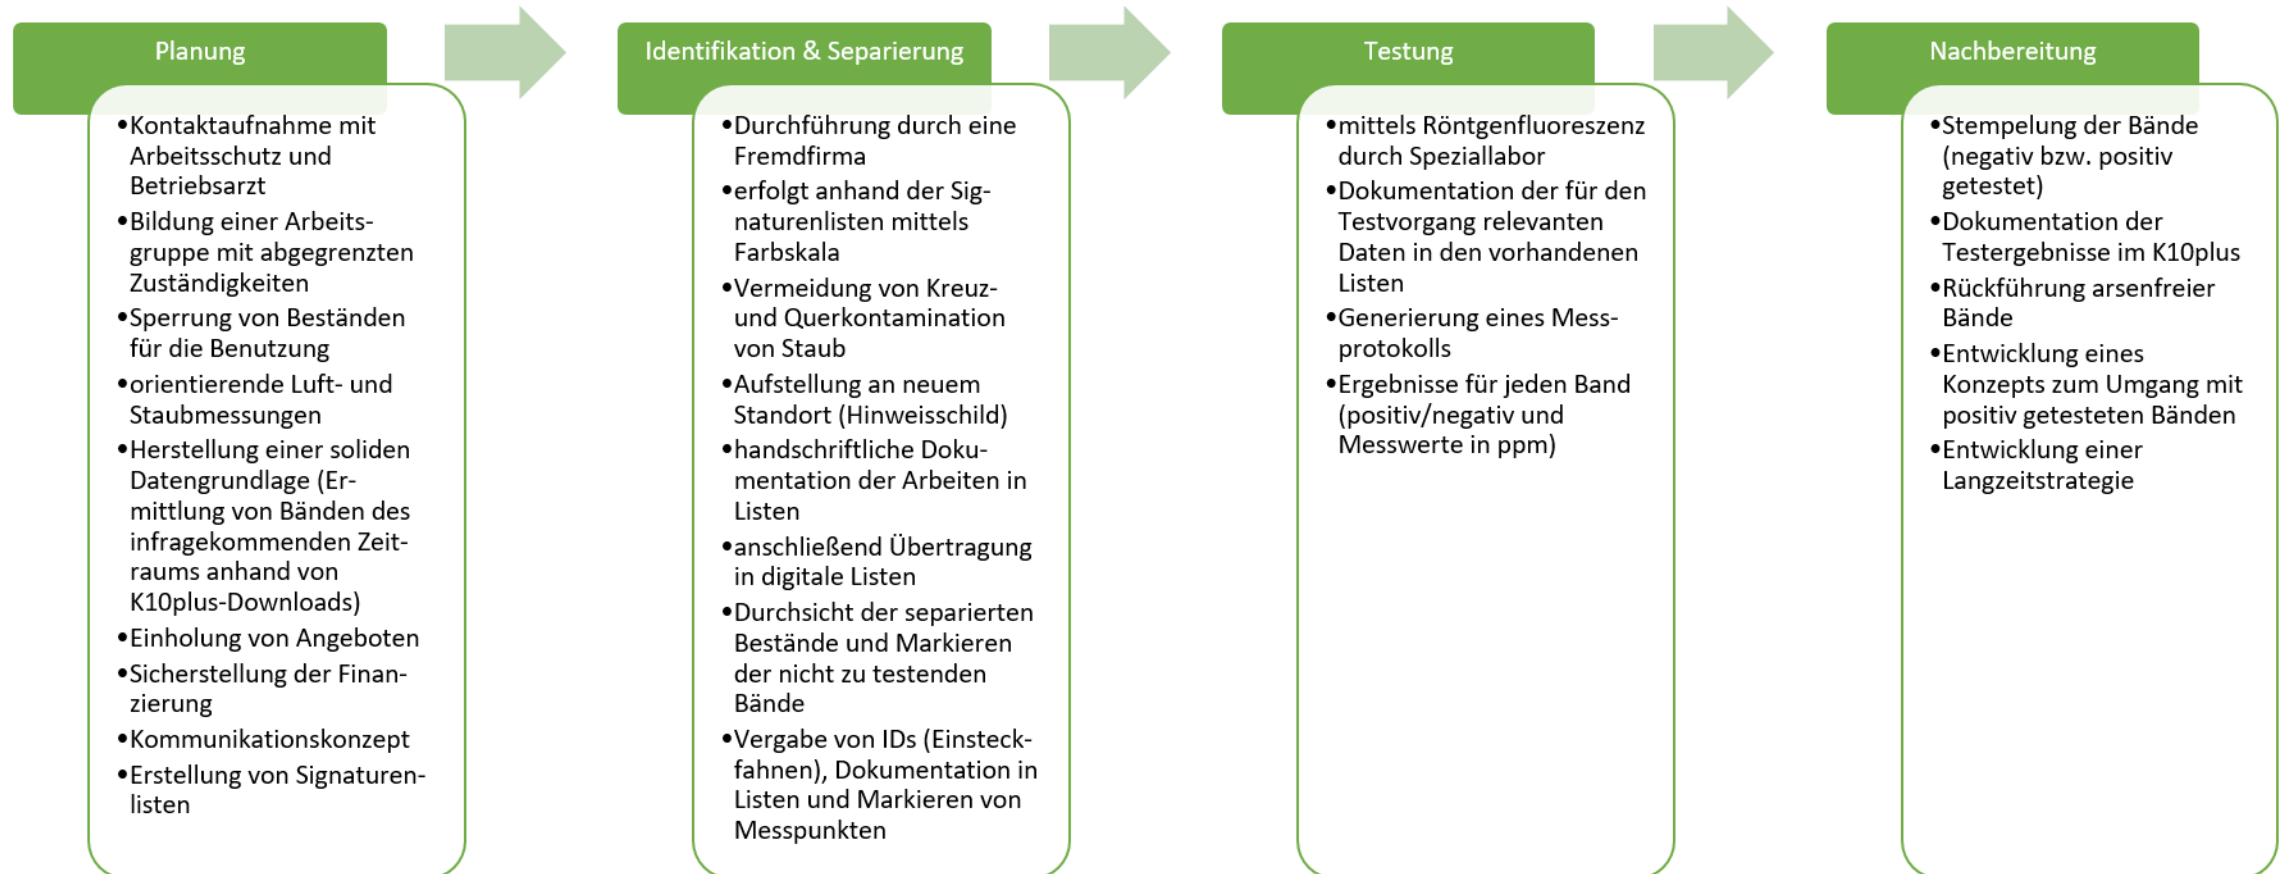 Planung
•Kontaktaufnahme mit
Arbeitsschutz und
Betriebsarzt
•Bildung einer Arbeits-
gruppe mit abgegrenzten
Zuständigkeiten
•Sperrung von Beständen
für die Benutzung
•orientierende Luft- und
Staubmessungen
•Herstellung einer soliden
Datengrundlage (Er-
mittlung von Bänden des
infragekommenden Zeit-
raums anhand von
K10plus-Downloads)
•Einholung von Angeboten
•Sicherstellung der Finan-
zierung
•Kommunikationskonzept
•Erstellung von Signaturen-
listen
Identifikation & Separierung
•Durchführung durch eine
Fremdfirma
•erfolgt anhand der Sig-
naturenlisten mittels
Farbskala
•Vermeidung von Kreuz-
und Querkontamination
von Staub
•Aufstellung an neuem
Standort (Hinweisschild)
•handschriftliche Doku-
mentation der Arbeiten in
Listen
•anschließend Übertragung
in digitale Listen
•Durchsicht der separierten
Bestände und Markieren
der nicht zu testenden
Bände
•Vergabe von IDs (Einsteck-
fahnen), Dokumentation in
Listen und Markieren von
Messpunkten
Testung
•mittels Röntgenfluoreszenz
durch Speziallabor
•Dokumentation der für den
Testvorgang relevanten
Daten in den vorhandenen
Listen
•Generierung eines Mess-
protokolls
•Ergebnisse für jeden Band
(positiv/negativ und
Messwerte in ppm)
Nachbereitung
•Stempelung der Bände
(negativ bzw. positiv
getestet)
•Dokumentation der
Testergebnisse im K10plus
•Rückführung arsenfreier
Bände
•Entwicklung eines
Konzepts zum Umgang mit
positiv getesteten Bänden
•Entwicklung einer
Langzeitstrategie